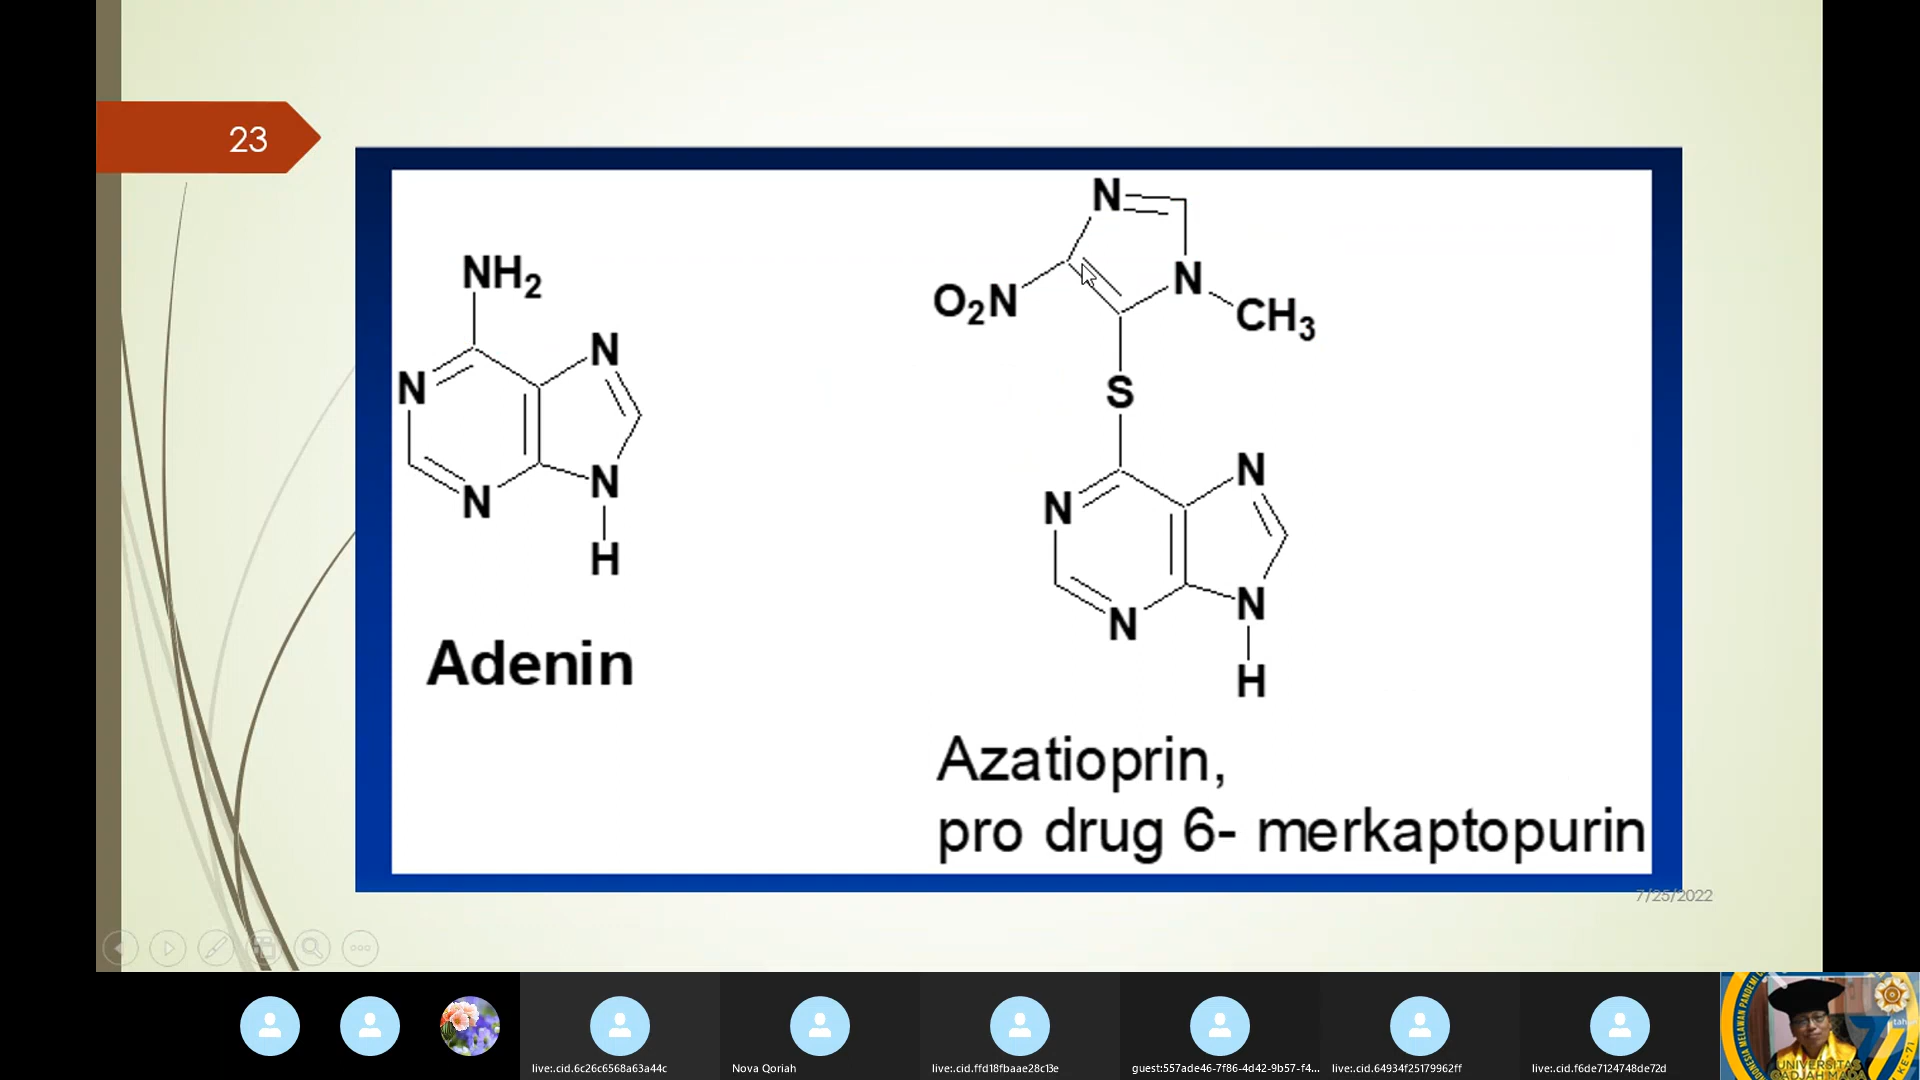 23
NH2
N
N
N
N
H
Adenin
N
O2N
N
CH3
S
N
N
N
N
H
Azatioprin,
pro drug 6- merkaptopurin
7/25/2022
live:.cid.6c26c6568a63a44c
Nova Qoriah
live:.cid.ffd18fbaae28c13e
guest:557ade46-7f86-4d42-9b57-f4...
live:.cid.64934f25179962ff
live:.cid.f6de7124748de72d
UNIVERSITAS
GADJAH MADA